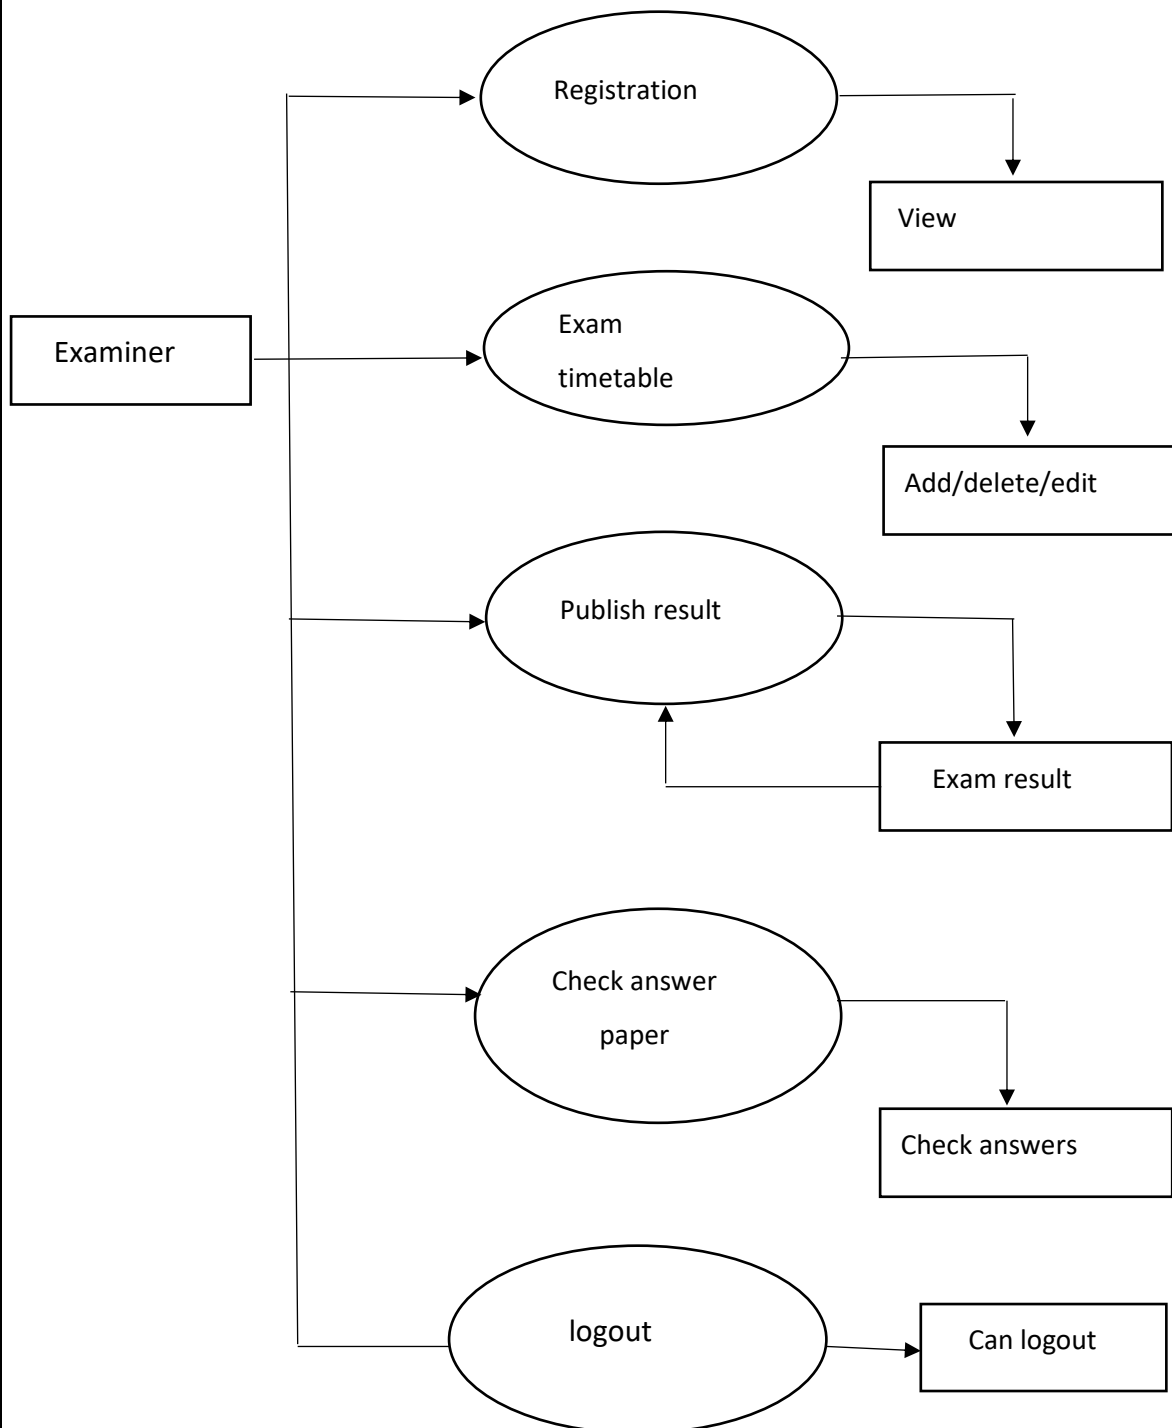 Registration
View
Exam
timetable
Examiner
Add/delete/edit
Publish result
Exam result
Check answer
paper
Check answers
logout
Can logout